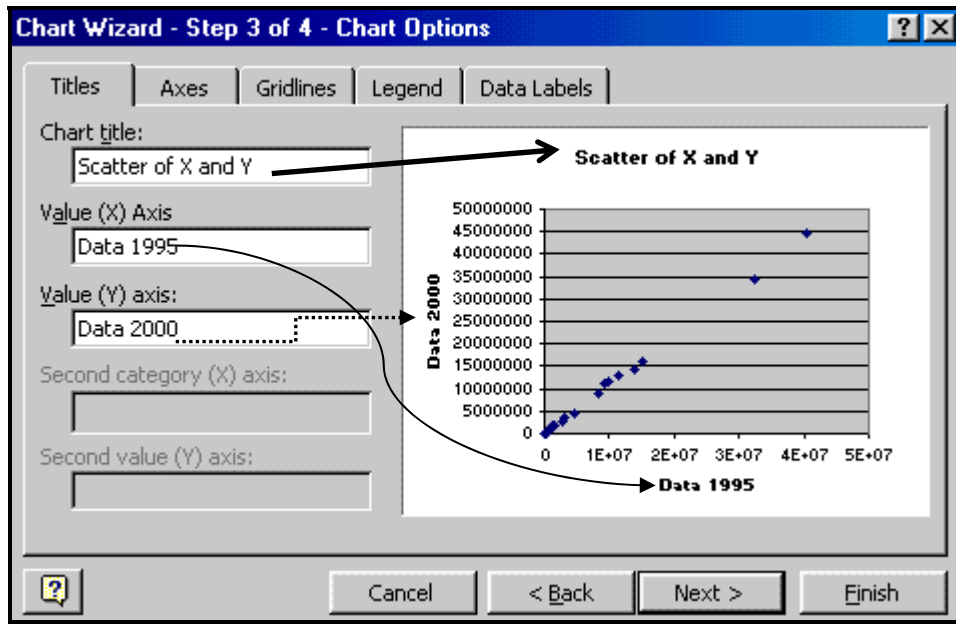 Chart Wizard - Step 3 of 4 - Chart Options
Titles Axes Gridlines Legend Data Labels
Chart title:
Scatter of X and Y
Value (X) Axis
Data 1995
Value (Y) axis:
Data 2000
Second category (X) axis:
Second value (Y) axis:
Scatter of X and Y
50000000
45000000
40000000
35000000
30000000
25000000
20000000
15000000
10000000
5000000
0
Data 2000
0 1E+07 2E+07 3E+07 4E+07 5E+07
Data 1995
Cancel < Back Next > Finish